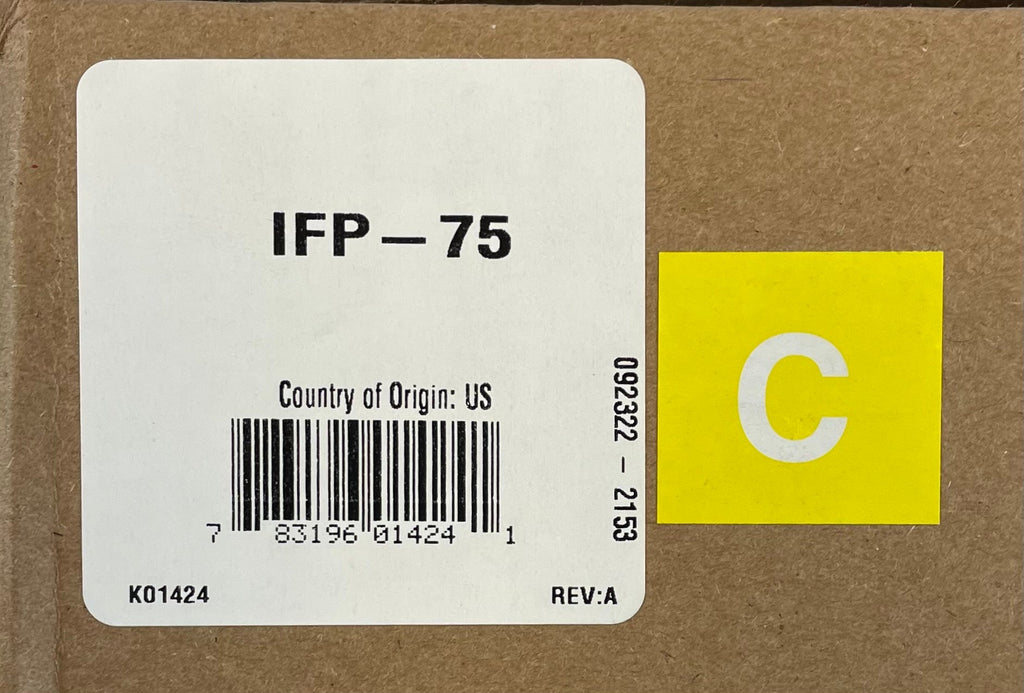 IFP – 75
Country of Origin: US
7 83196 01424 1
K01424
REV:A
092322 – 2153
C